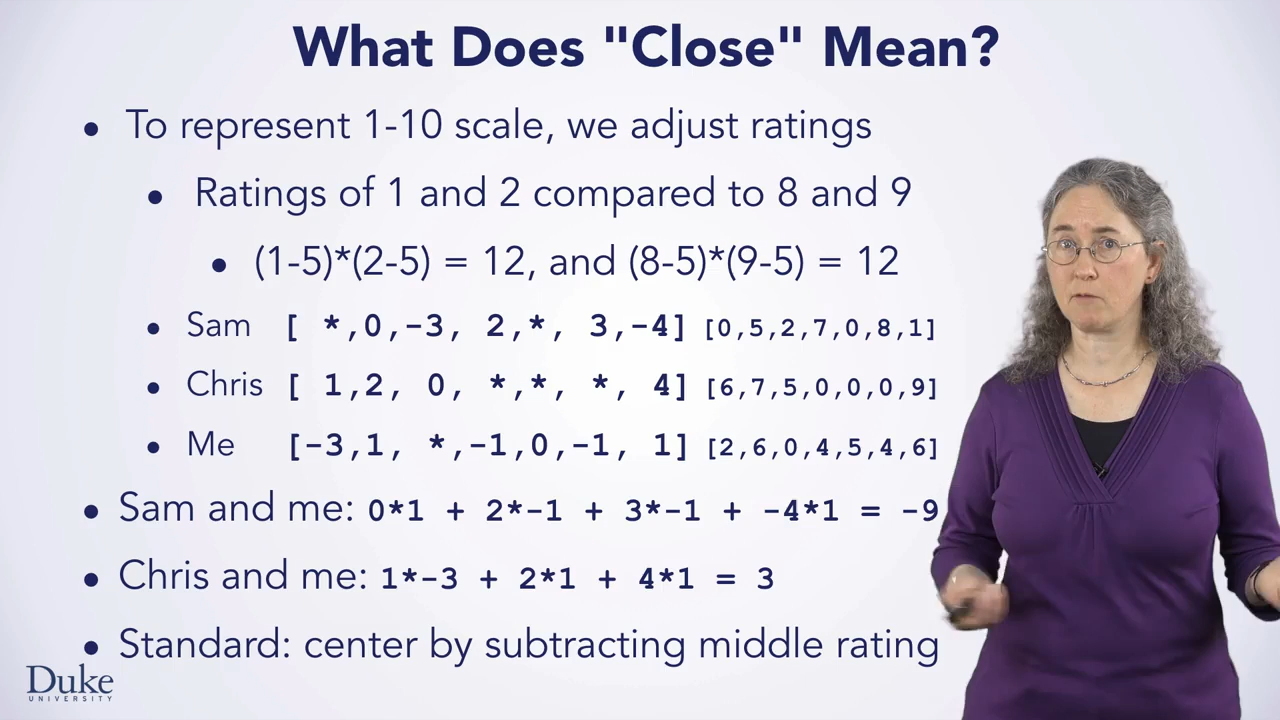 What Does "Close" Mean?
• To represent 1-10 scale, we adjust ratings
• Ratings of 1 and 2 compared to 8 and 9
• (1-5)*(2-5) = 12, and (8-5)*(9-5) = 12
• Sam [ *,0,-3, 2,*, 3,-4] [0,5,2,7,0,8,1]
• Chris [ 1,2, 0, *,*, *, 4] [6,7,5,0,0,0,9]
• Me [-3,1, *,-1,0,-1, 1] [2,6,0,4,5,4,6]
• Sam and me: 0*1 + 2*-1 + 3*-1 + -4*1 = -9
• Chris and me: 1*-3 + 2*1 + 4*1 = 3
• Standard: center by subtracting middle rating
Duke
UNIVERSITY